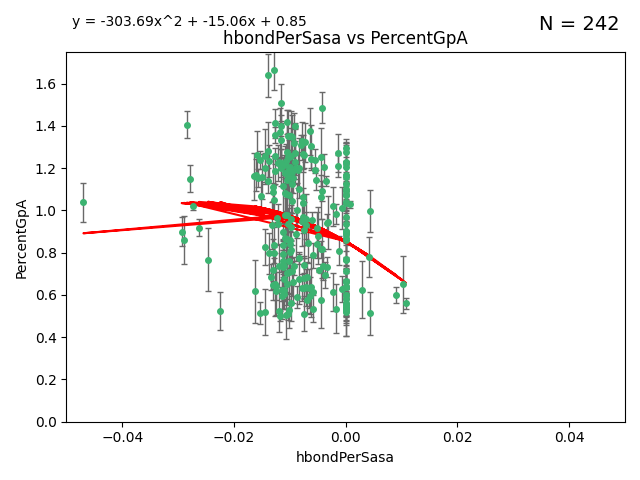 y = -303.69x^2 + -15.06x + 0.85
N = 242
hbondPerSasa vs PercentGpA
PercentGpA
1.6
1.4
1.2
1.0
0.8
0.6
0.4
0.2
0.0
−0.04
−0.02
0.00
0.02
0.04
hbondPerSasa